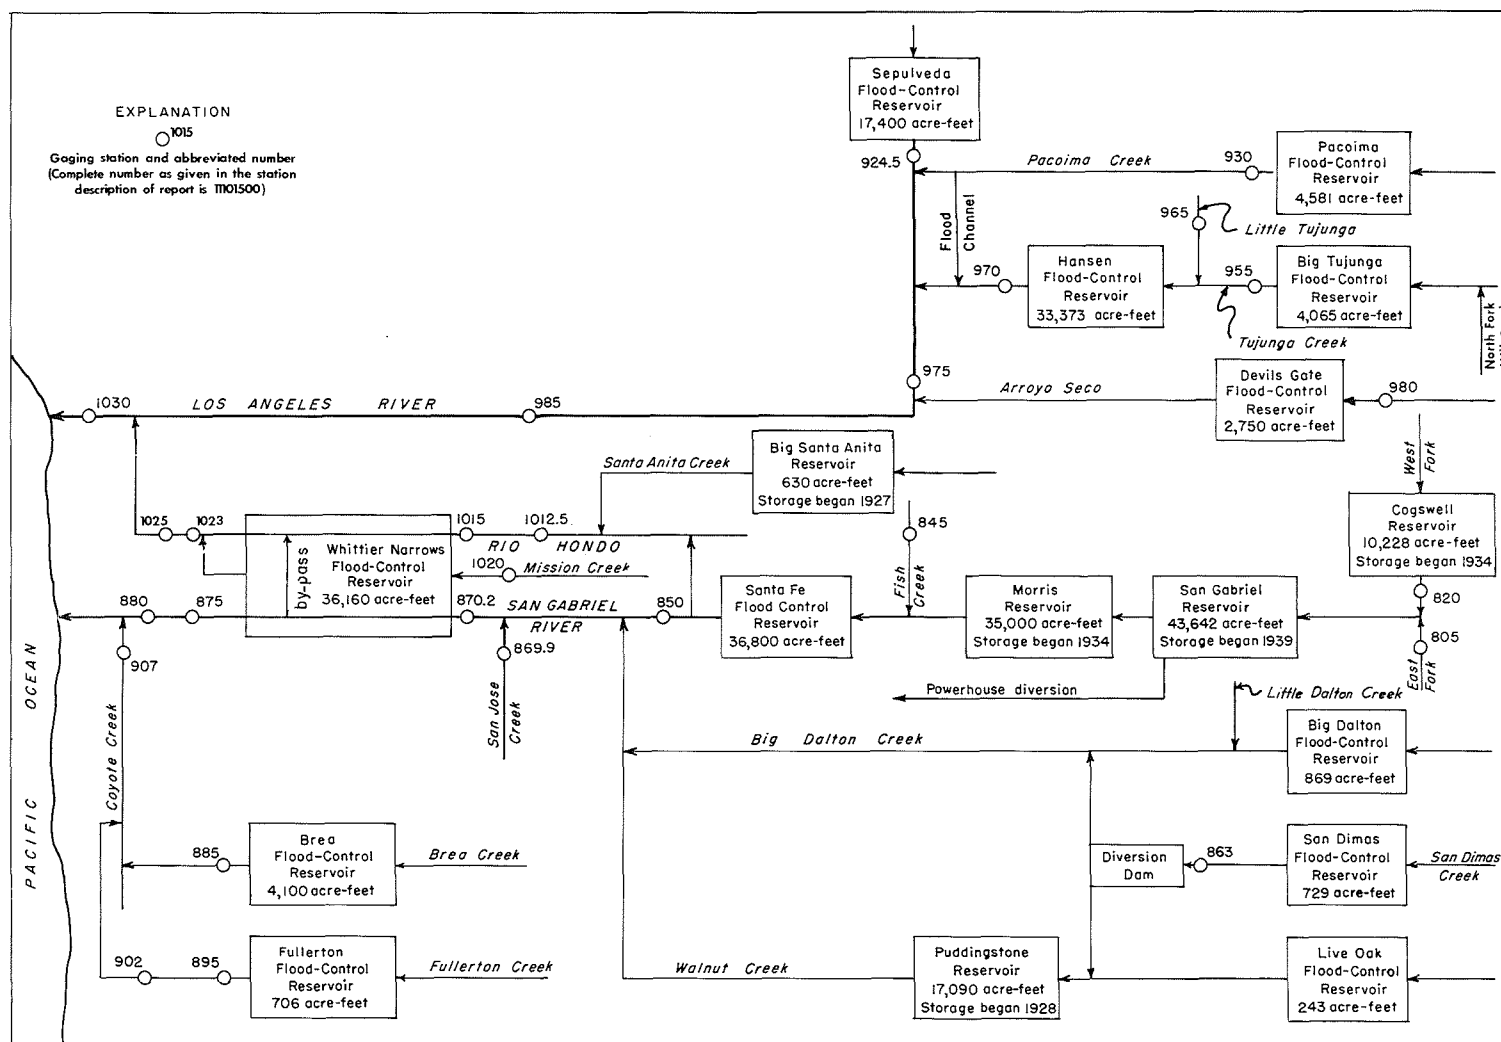 EXPLANATION
1015
Gaging station and abbreviated number
(Complete number as given in the station
description of report is 11101500)
Sepulveda
Flood-Control
Reservoir
17,400 acre-feet
924.5
Pacoima Creek
930
Pacoima
Flood-Control
Reservoir
4,581 acre-feet
Flood
Channel
965
Little Tujunga
970
Hansen
Flood-Control
Reservoir
33,373 acre-feet
955
Big Tujunga
Flood-Control
Reservoir
4,065 acre-feet
Tujunga Creek
North Fork
975
Arroyo Seco
Devils Gate
Flood-Control
Reservoir
2,750 acre-feet
980
1030
LOS ANGELES RIVER
985
Santa Anita Creek
Big Santa Anita
Reservoir
630 acre-feet
Storage began 1927
West
Fork
Cogswell
Reservoir
10,228 acre-feet
Storage began 1934
1025
1023
1015
1012.5
RIO HONDO
845
Fish
Creek
by-pass
Whittier Narrows
Flood-Control
Reservoir
36,160 acre-feet
1020
Mission Creek
880
875
870.2
SAN GABRIEL
RIVER
850
Santa Fe
Flood Control
Reservoir
36,800 acre-feet
Morris
Reservoir
35,000 acre-feet
Storage began 1934
San Gabriel
Reservoir
43,642 acre-feet
Storage began 1939
820
805
East
Fork
907
869.9
San Jose
Creek
Powerhouse diversion
Little Dalton Creek
PACIFIC OCEAN
Coyote Creek
Big Dalton Creek
Big Dalton
Flood-Control
Reservoir
869 acre-feet
885
Brea
Flood-Control
Reservoir
4,100 acre-feet
Brea Creek
Diversion
Dam
863
San Dimas
Flood-Control
Reservoir
729 acre-feet
San Dimas
Creek
902
895
Fullerton
Flood-Control
Reservoir
706 acre-feet
Fullerton Creek
Walnut Creek
Puddingstone
Reservoir
17,090 acre-feet
Storage began 1928
Live Oak
Flood-Control
Reservoir
243 acre-feet